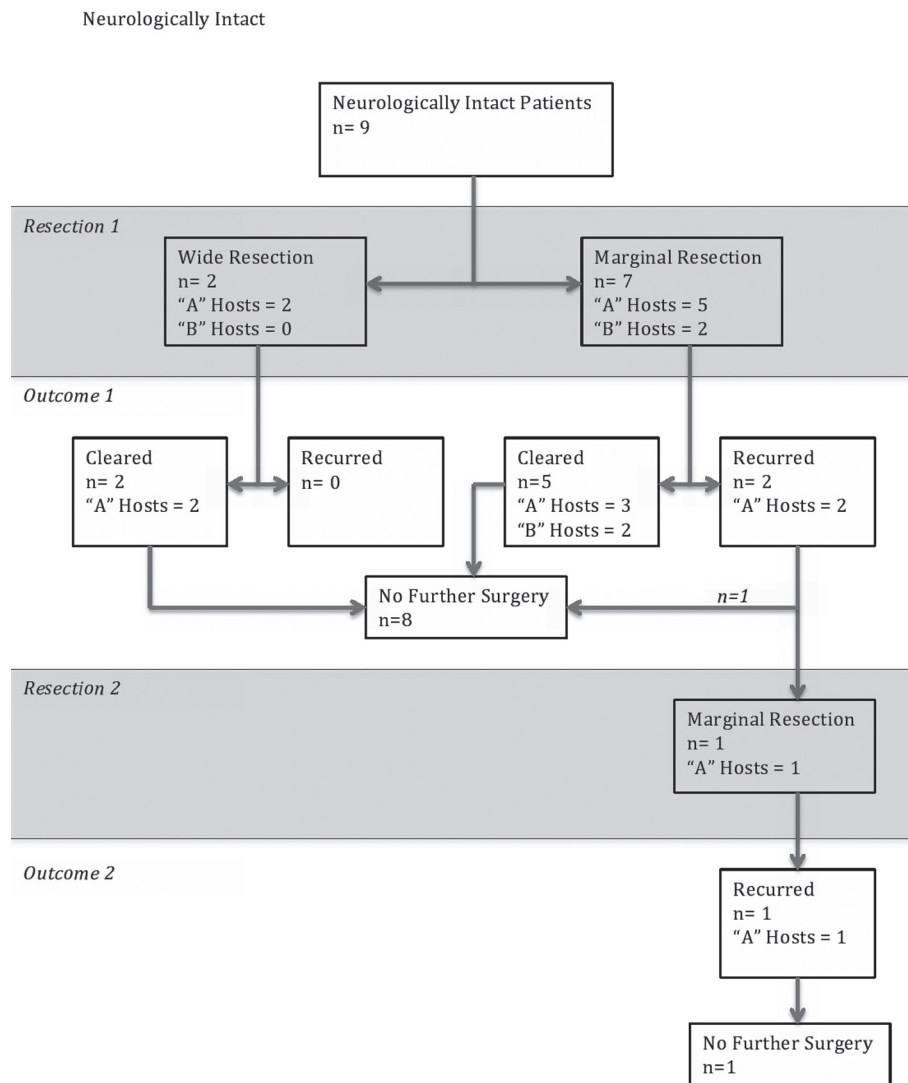 Neurologically Intact
Neurologically Intact Patients
n= 9
Resection 1
Wide Resection
n= 2
“A” Hosts = 2
“B” Hosts = 0
Marginal Resection
n= 7
“A” Hosts = 5
“B” Hosts = 2
Outcome 1
Cleared
n= 2
“A” Hosts = 2
Recurred
n= 0
Cleared
n=5
“A” Hosts = 3
“B” Hosts = 2
Recurred
n= 2
“A” Hosts = 2
No Further Surgery
n=8
n=1
Resection 2
Marginal Resection
n= 1
“A” Hosts = 1
Outcome 2
Recurred
n= 1
“A” Hosts = 1
No Further Surgery
n=1